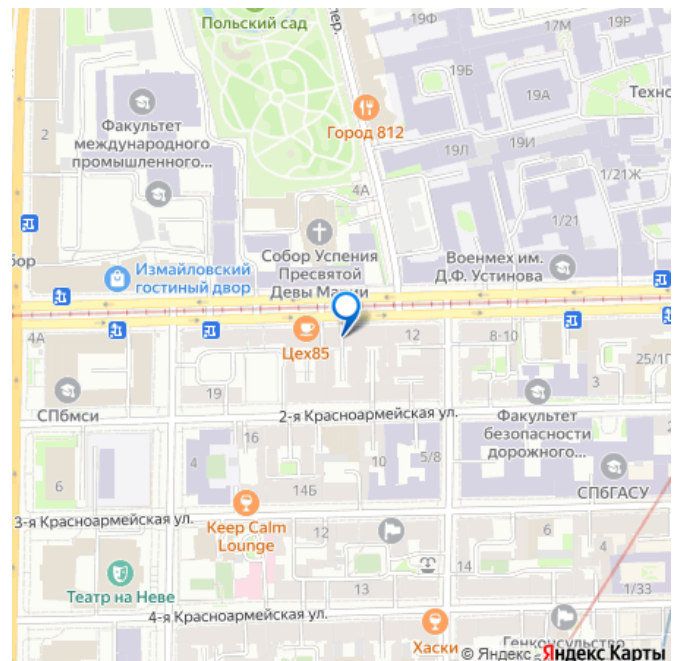 Польский сад
пер.
19Ф
17М
19Р
19Б
19А
Техно
Факультет
международного
промышленного...
2
Город 812
19Л
19И
1/21Ж
4А
1/21
Собор Успения
Пресвятой
Девы Марии
Военмех им.
Д.Ф. Устинова
бор
Измайловский
гостиный двор
4А
Цех85
12
8-10
25/1П
3
СПбмси
19
2-я Красноармейская ул.
Факультет
безопасности
дорожного...
2
16
4
10
5/8
6
14Б
СПбГАСУ
3-я Красноармейская ул.
Keep Calm
Lounge
12
6
4
14
Театр на Неве
13
1/33
4-я Красноармейская ул.
Хаски
Генконсульство
© Яндекс Яндекс Карты